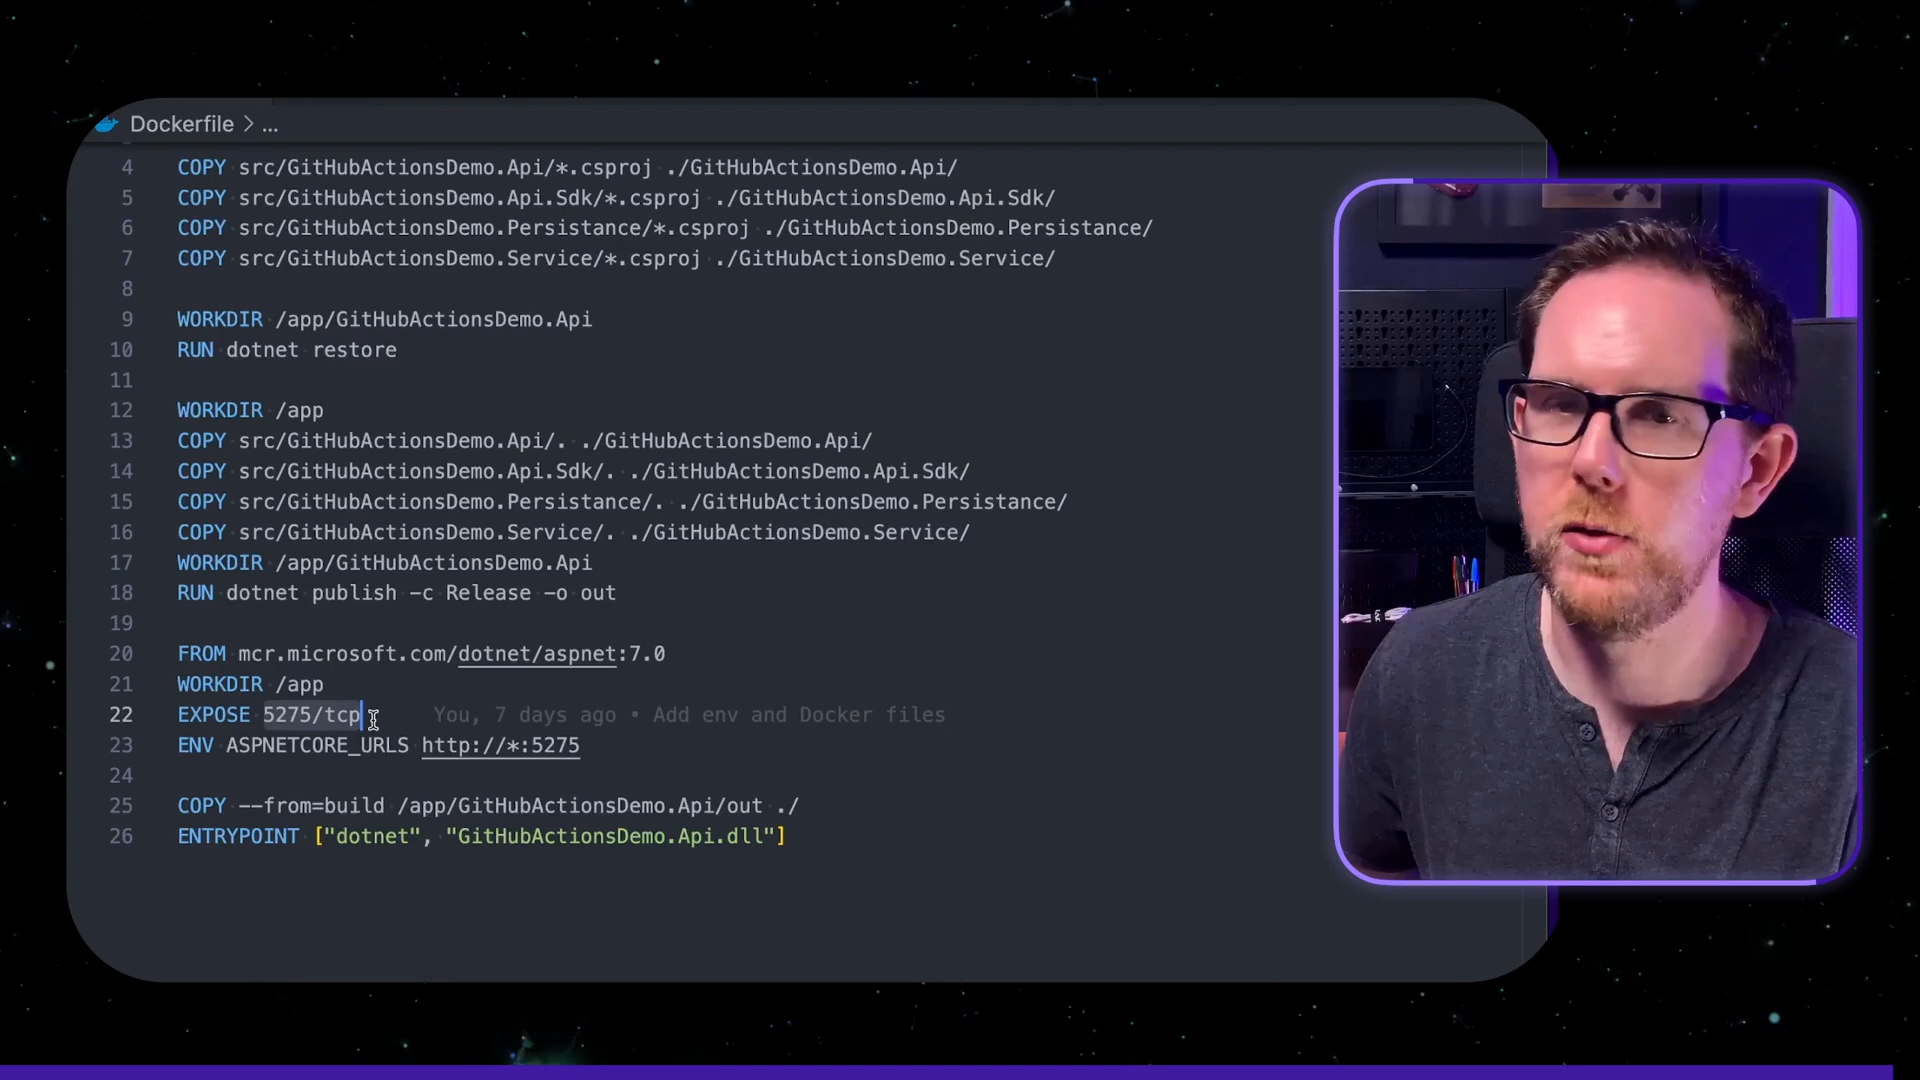 Dockerfile > ...
4 COPY src/GitHubActionsDemo.Api/*.csproj ./GitHubActionsDemo.Api/
5 COPY src/GitHubActionsDemo.Api.Sdk/*.csproj ./GitHubActionsDemo.Api.Sdk/
6 COPY src/GitHubActionsDemo.Persistance/*.csproj ./GitHubActionsDemo.Persistance/
7 COPY src/GitHubActionsDemo.Service/*.csproj ./GitHubActionsDemo.Service/
8
9 WORKDIR /app/GitHubActionsDemo.Api
10 RUN dotnet restore
11
12 WORKDIR /app
13 COPY src/GitHubActionsDemo.Api/. ./GitHubActionsDemo.Api/
14 COPY src/GitHubActionsDemo.Api.Sdk/. ./GitHubActionsDemo.Api.Sdk/
15 COPY src/GitHubActionsDemo.Persistance/. ./GitHubActionsDemo.Persistance/
16 COPY src/GitHubActionsDemo.Service/. ./GitHubActionsDemo.Service/
17 WORKDIR /app/GitHubActionsDemo.Api
18 RUN dotnet publish -c Release -o out
19
20 FROM mcr.microsoft.com/dotnet/aspnet:7.0
21 WORKDIR /app
22 EXPOSE 5275/tcp You, 7 days ago • Add env and Docker files
23 ENV ASPNETCORE_URLS http://*:5275
24
25 COPY --from=build /app/GitHubActionsDemo.Api/out ./
26 ENTRYPOINT ["dotnet", "GitHubActionsDemo.Api.dll"]